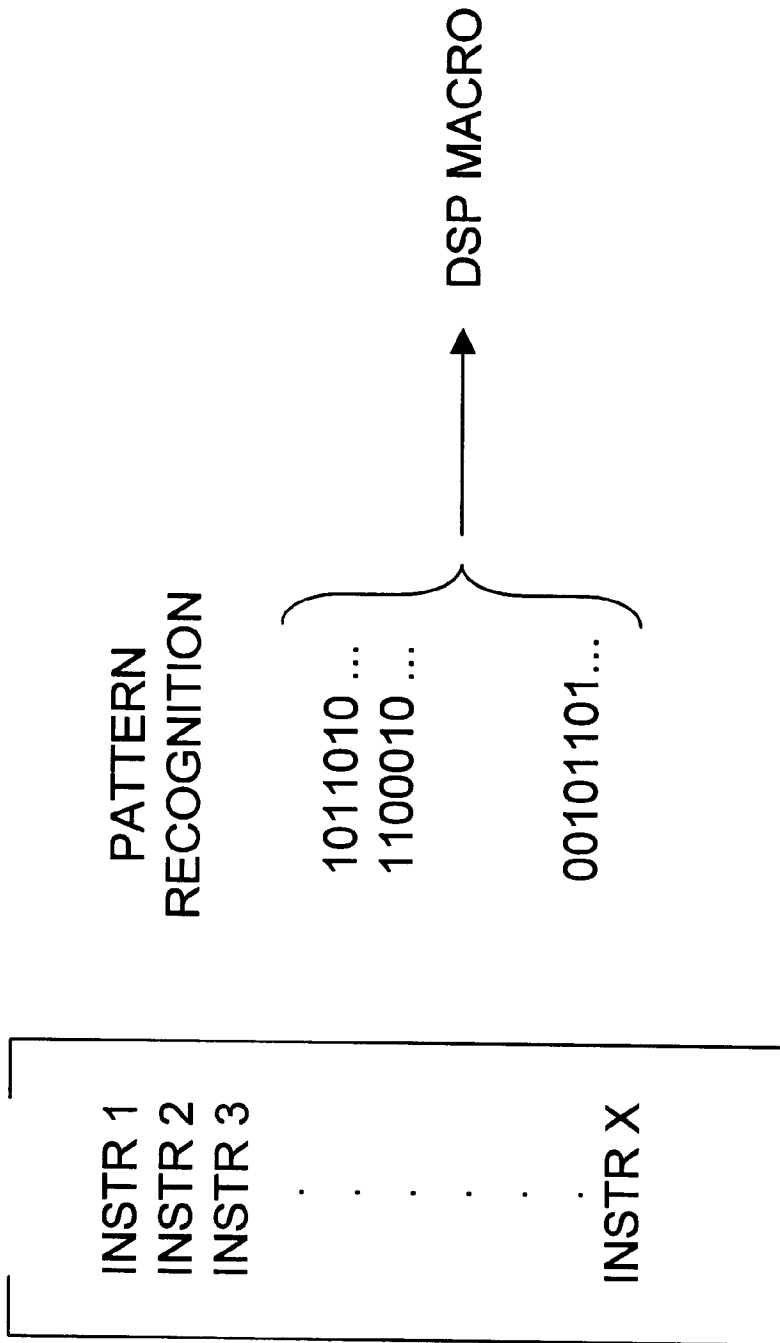 INSTR 1
INSTR 2
INSTR 3
. . . . . .
INSTR X
PATTERN
RECOGNITION
1011010 ...
1100010 ...
00101101...
DSP MACRO